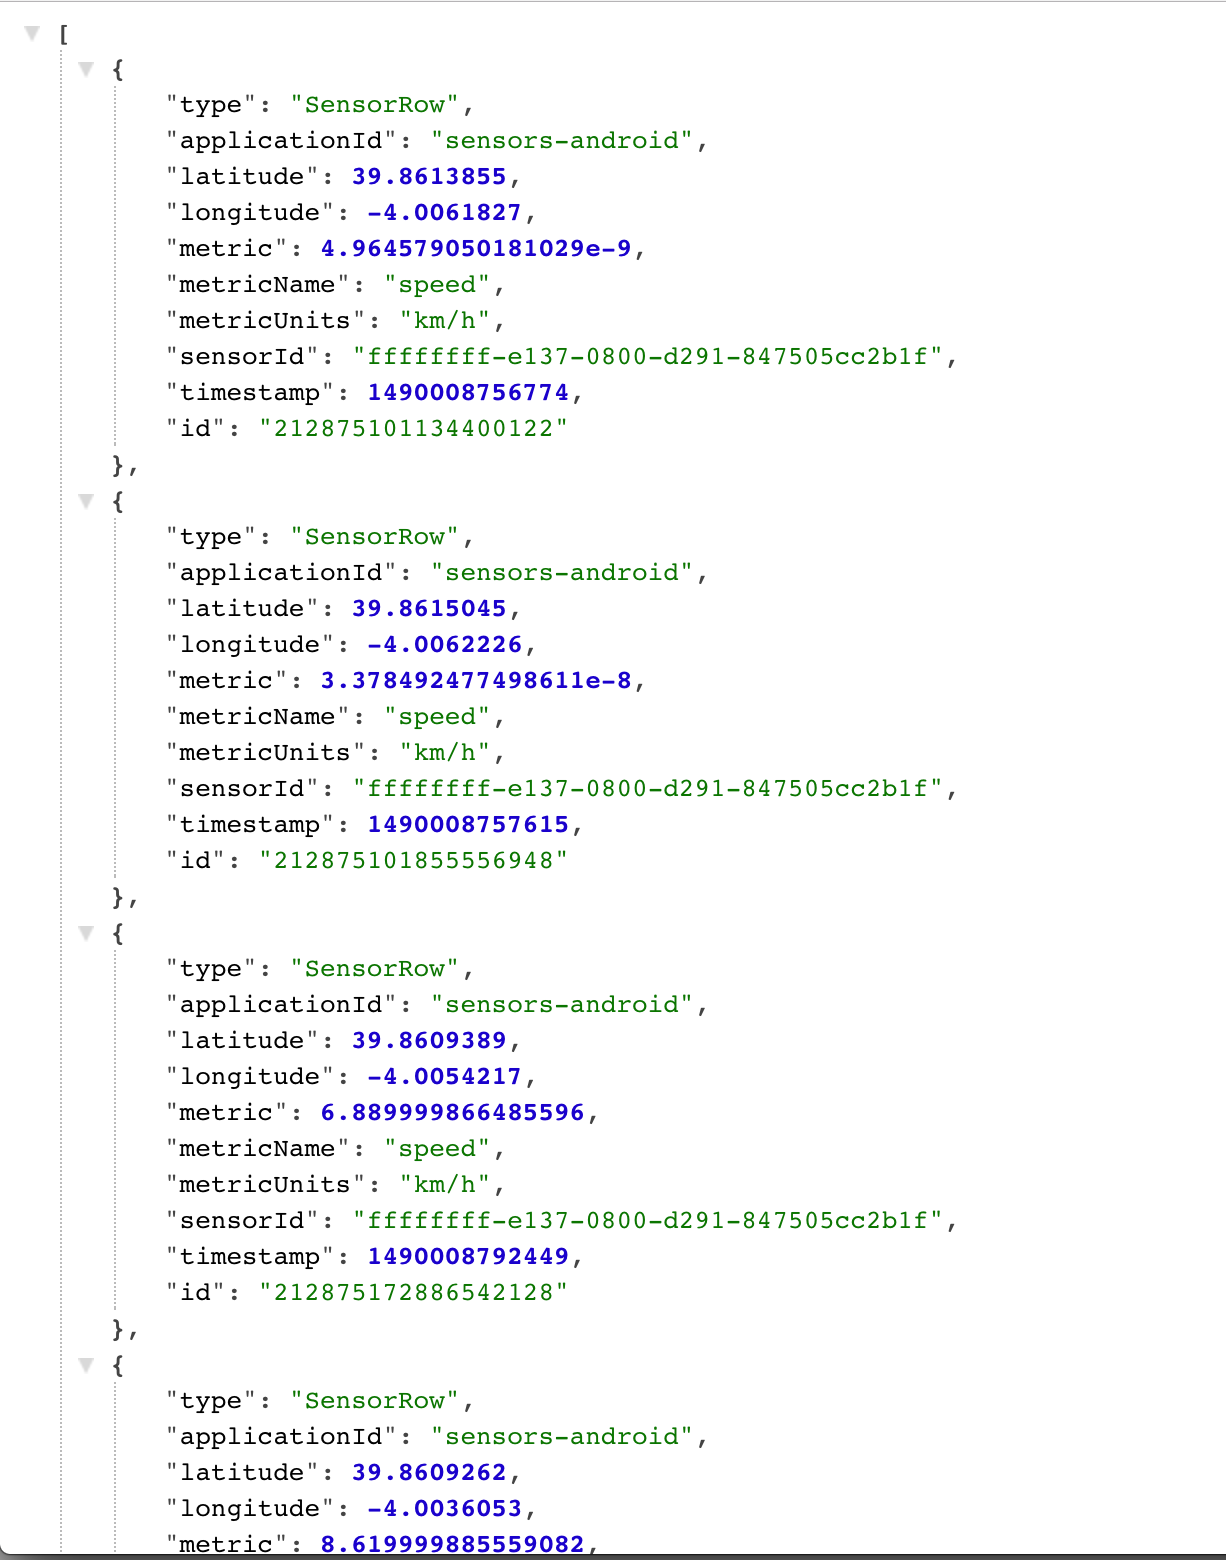 [
{
"type": "SensorRow",
"applicationId": "sensors-android",
"latitude": 39.8613855,
"longitude": -4.0061827,
"metric": 4.964579050181029e-9,
"metricName": "speed",
"metricUnits": "km/h",
"sensorId": "ffffffff-e137-0800-d291-847505cc2b1f",
"timestamp": 1490008756774,
"id": "212875101134400122"
},
{
"type": "SensorRow",
"applicationId": "sensors-android",
"latitude": 39.8615045,
"longitude": -4.0062226,
"metric": 3.378492477498611e-8,
"metricName": "speed",
"metricUnits": "km/h",
"sensorId": "ffffffff-e137-0800-d291-847505cc2b1f",
"timestamp": 1490008757615,
"id": "212875101855556948"
},
{
"type": "SensorRow",
"applicationId": "sensors-android",
"latitude": 39.8609389,
"longitude": -4.0054217,
"metric": 6.889999866485596,
"metricName": "speed",
"metricUnits": "km/h",
"sensorId": "ffffffff-e137-0800-d291-847505cc2b1f",
"timestamp": 1490008792449,
"id": "212875172886542128"
},
{
"type": "SensorRow",
"applicationId": "sensors-android",
"latitude": 39.8609262,
"longitude": -4.0036053,
"metric": 8.619999885559082,